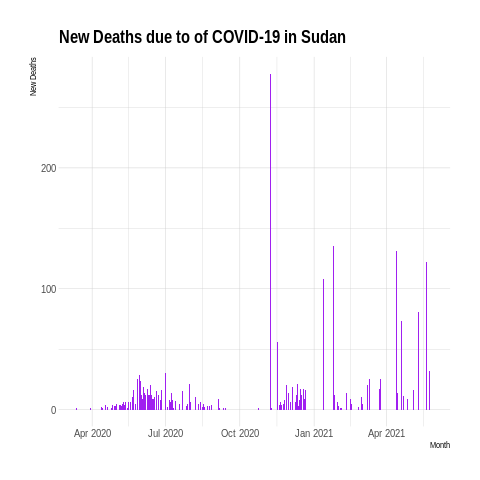 New Deaths due to of COVID-19 in Sudan
New Deaths
200
100
0
Apr 2020 Jul 2020 Oct 2020 Jan 2021 Apr 2021
Month